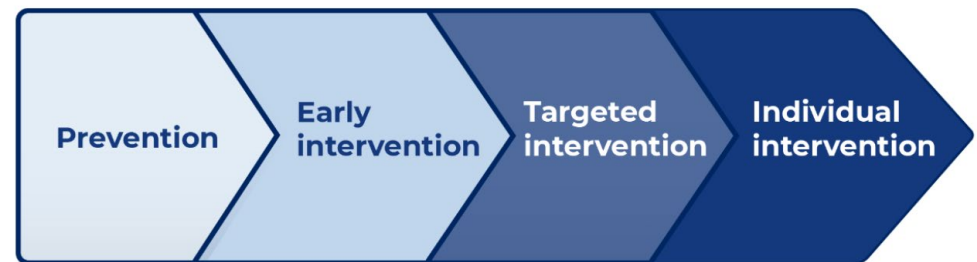 Prevention
Early
intervention
Targeted
intervention
Individual
intervention